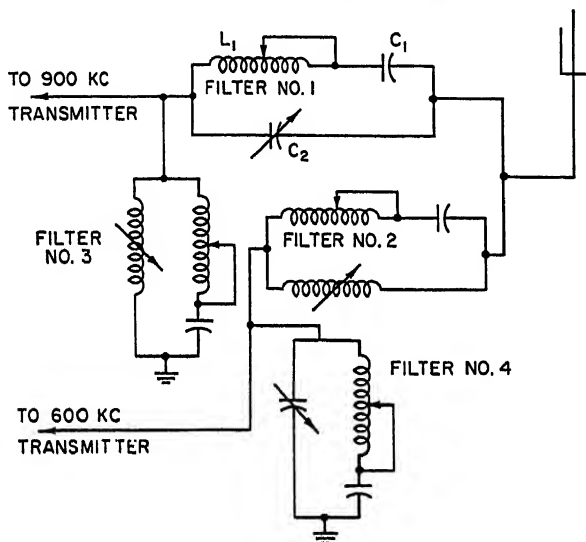 L1
C1
TO 900 KC
TRANSMITTER
FILTER NO. 1
C2
FILTER
NO. 3
FILTER NO. 2
FILTER NO. 4
TO 600 KC
TRANSMITTER